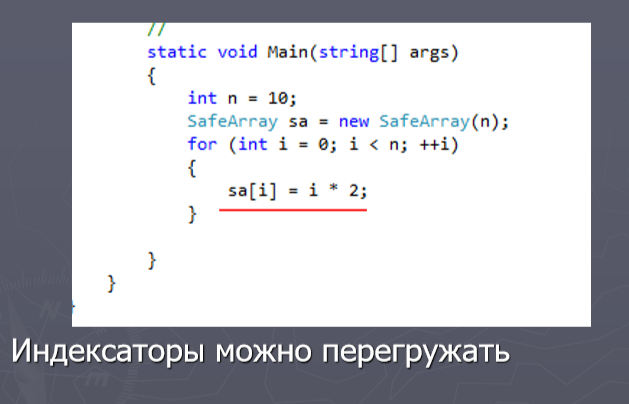 //
static void Main(string[] args)
{
int n = 10;
SafeArray sa = new SafeArray(n);
for (int i = 0; i < n; ++i)
{
sa[i] = i * 2;
}
}
}
}
Индексаторы можно перегружать